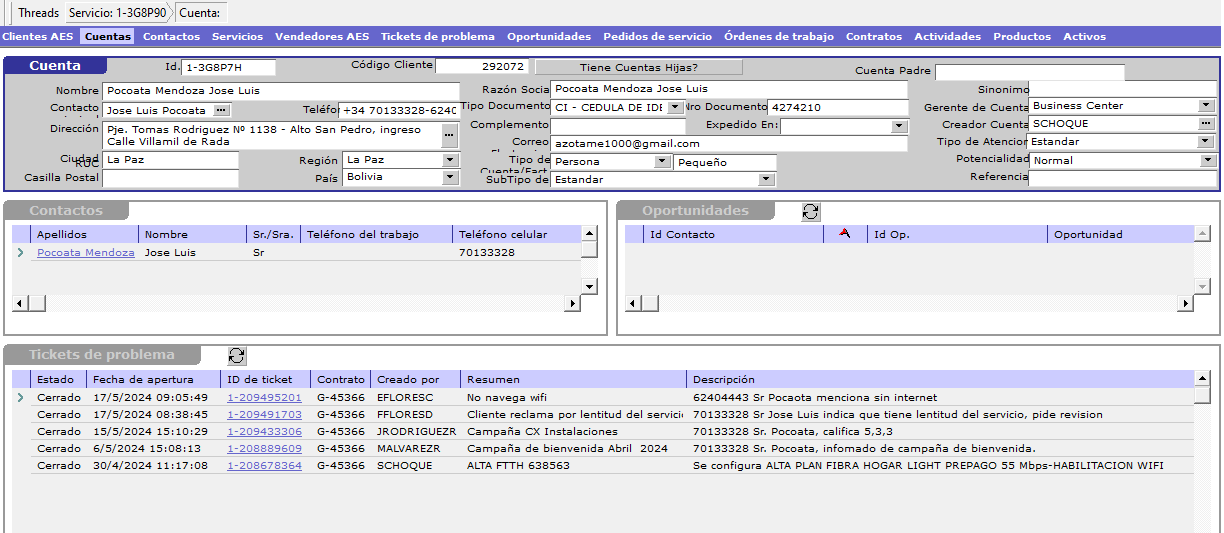 Threads Servicio: 1-3G8P90 Cuenta:
Clientes AES Cuentas Contactos Servicios Vendedores AES Tickets de problema Oportunidades Pedidos de servicio Órdenes de trabajo Contratos Actividades Productos Activos
Cuenta Id. 1-3G8P7H Código Cliente 292072 Tiene Cuentas Hijas? Cuenta Padre
Nombre Pocoata Mendoza Jose Luis Razón Socia Pocoata Mendoza Jose Luis Sinonimo
Contacto Jose Luis Pocoata Teléfor +34 70133328-6240 Tipo Documento CI - CEDULA DE IDE Nro Documento 4274210 Gerente de Cuenta Business Center
Dirección Pje. Tomas Rodriguez Nº 1138 - Alto San Pedro, ingreso Complemento Expedido En: Creador Cuenta SCHOQUE
Calle Villamil de Rada Correo azotame1000@gmail.com Tipo de Atencion Estandar
Ciudad La Paz Región La Paz Tipo de Persona Pequeño Potencialidad Normal
RUC Cuenta/Fact
Casilla Postal País Bolivia SubTipo de Estandar Referencia
Contactos
Apellidos Nombre Sr./Sra. Teléfono del trabajo Teléfono celular
Pocoata Mendoza Jose Luis Sr 70133328
Oportunidades
Id Contacto Id Op. Oportunidad
Tickets de problema
Estado Fecha de apertura ID de ticket Contrato Creado por Resumen Descripción
Cerrado 17/5/2024 09:05:49 1-209495201 G-45366 EFLORESC No navega wifi 62404443 Sr Pocoata menciona sin internet
Cerrado 17/5/2024 08:38:45 1-209491703 G-45366 FFLORESD Cliente reclama por lentitud del servici 70133328 Sr Jose Luis indica que tiene lentitud del servicio, pide revision
Cerrado 15/5/2024 15:10:29 1-209433306 G-45366 JRODRIGUEZR Campaña CX Instalaciones 70133328 Sr. Pocoata, califica 5,3,3
Cerrado 6/5/2024 15:08:13 1-208889609 G-45366 MALVAREZR Campaña de bienvenida Abril 2024 70133328 Sr. Pocoata, infomado de campaña de bienvenida.
Cerrado 30/4/2024 11:17:08 1-208678364 G-45366 SCHOQUE ALTA FTTH 638563 Se configura ALTA PLAN FIBRA HOGAR LIGHT PREPAGO 55 Mbps-HABILITACION WIFI